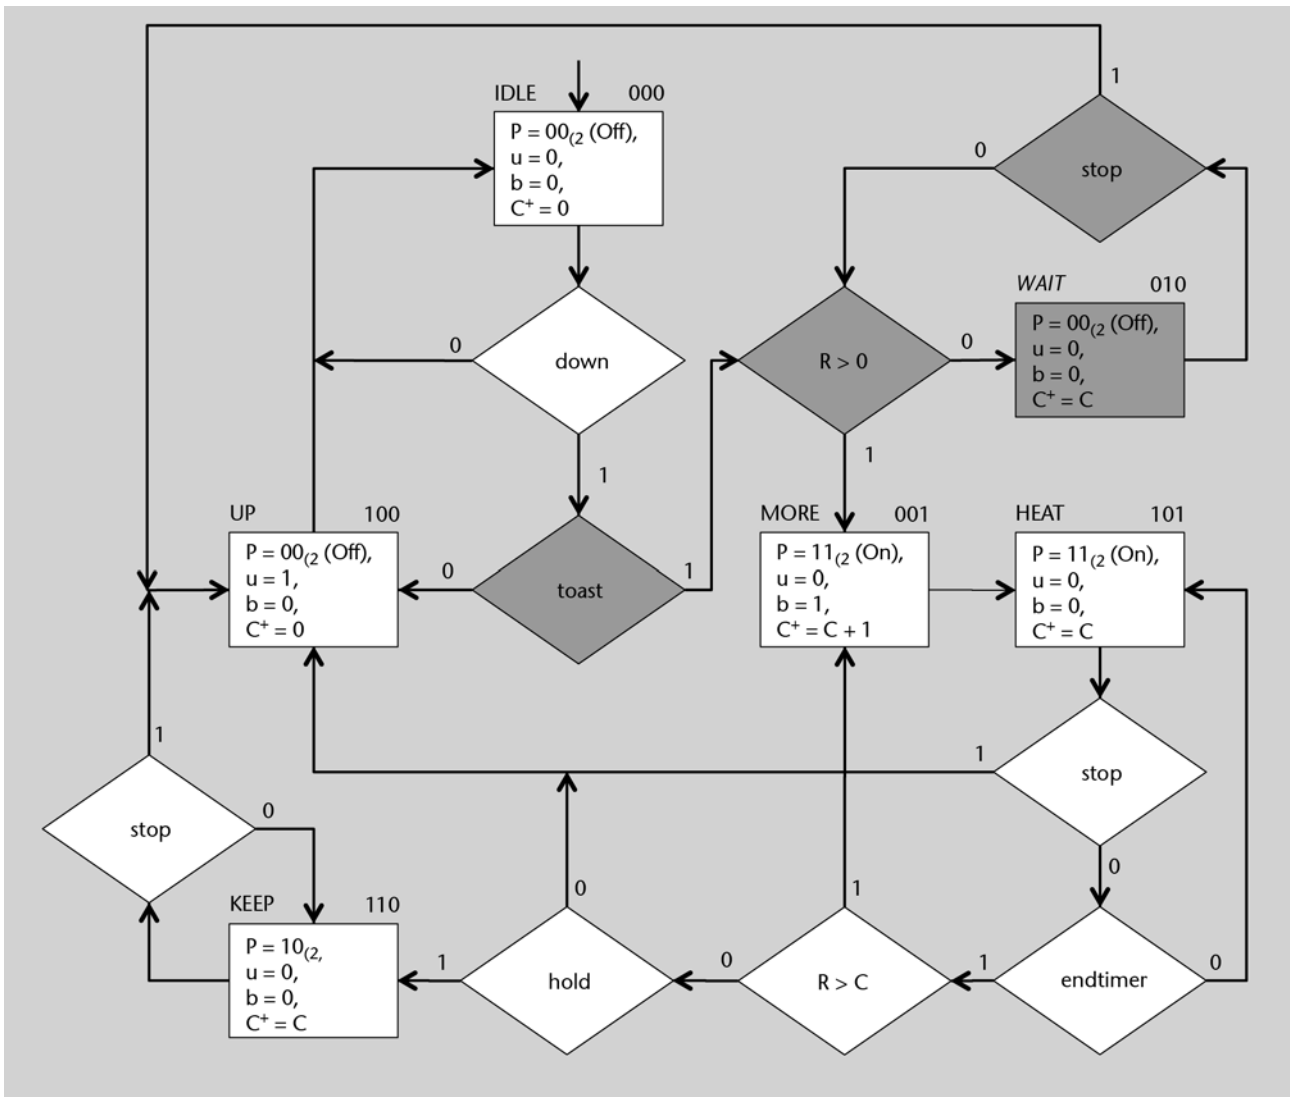 1
IDLE 000
P = 00(2 (Off),
u = 0,
b = 0,
C+ = 0
0
stop
WAIT 010
P = 00(2 (Off),
u = 0,
b = 0,
C+ = C
0
down
R > 0
0
1
1
UP 100
P = 00(2 (Off),
u = 1,
b = 0,
C+ = 0
0
toast
1
MORE 001
P = 11(2 (On),
u = 0,
b = 1,
C+ = C + 1
HEAT 101
P = 11(2 (On),
u = 0,
b = 0,
C+ = C
1
1
stop
stop
0
0
KEEP 110
P = 10(2,
u = 0,
b = 0,
C+ = C
0
1
1
hold
0
R > C
1
endtimer
0